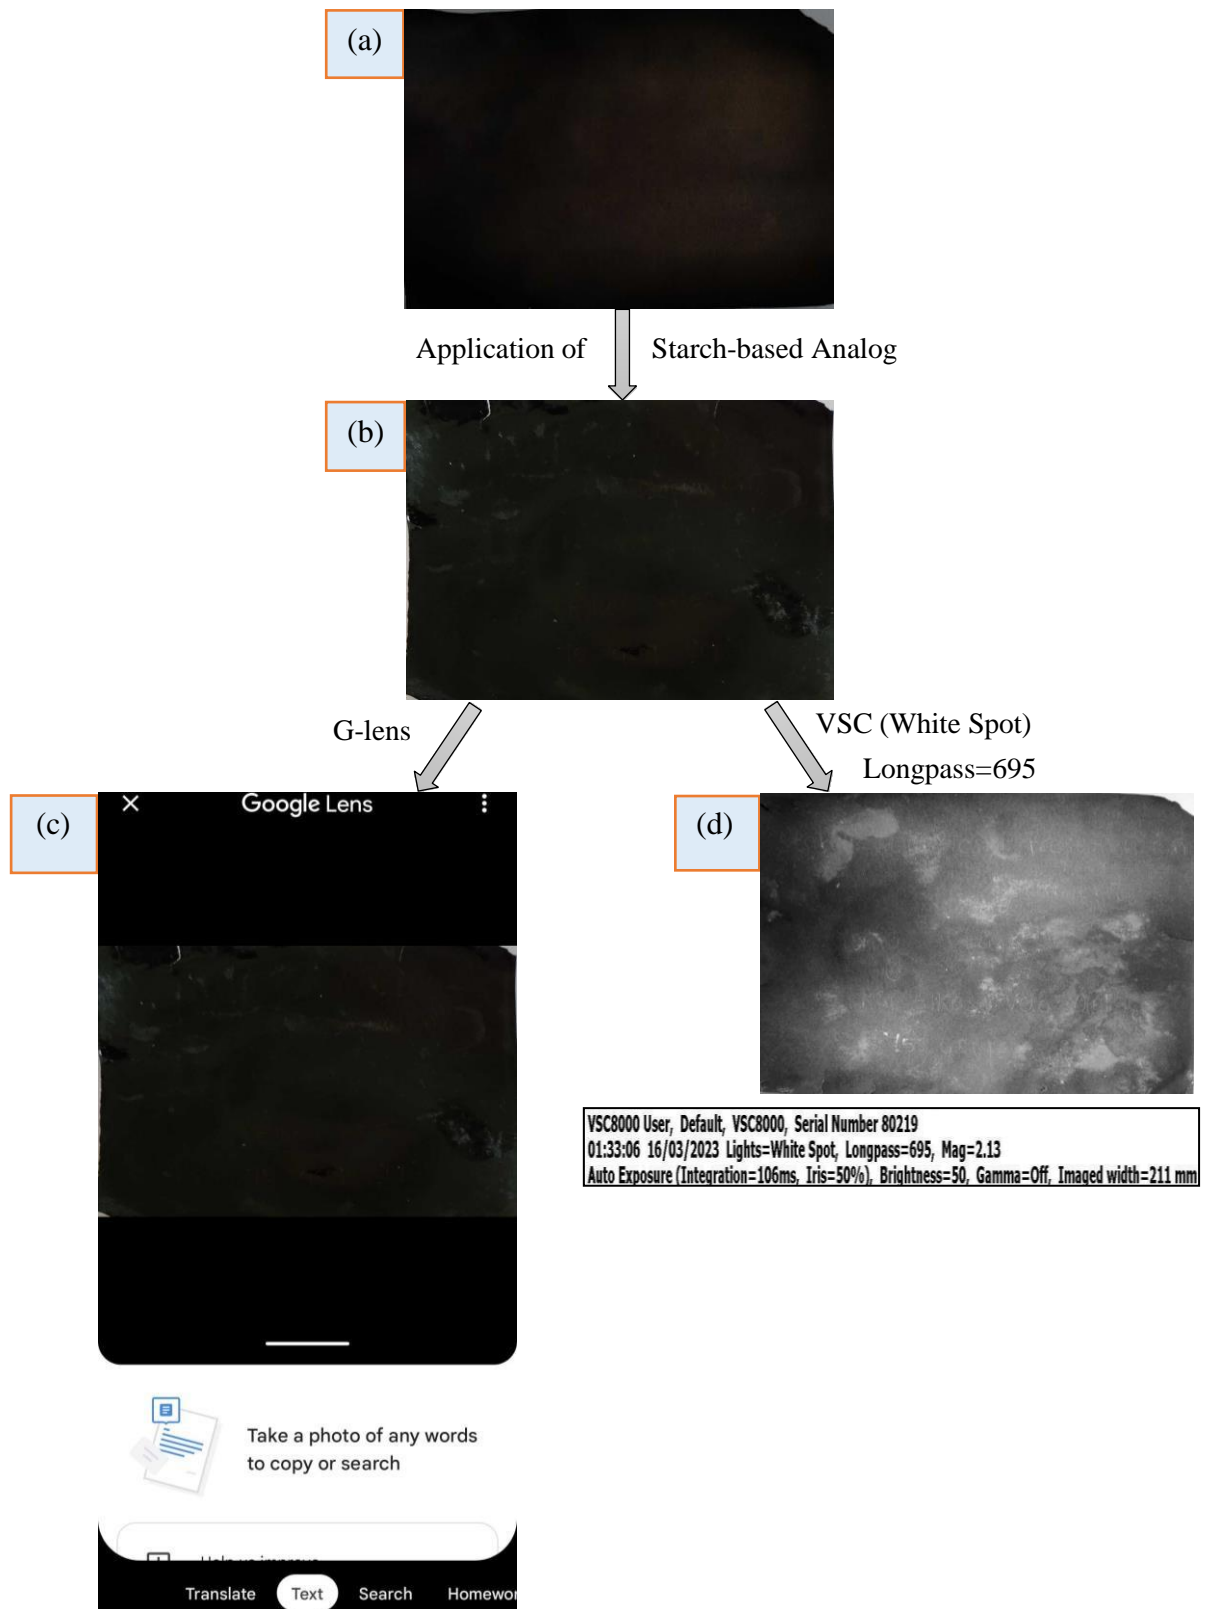 (a)
Application of Starch-based Analog
(b)
G-lens
VSC (White Spot)
Longpass=695
(c)
Google Lens
(d)
VSC8000 User, Default, VSC8000, Serial Number 80219
01:33:06 16/03/2023 Lights=White Spot, Longpass=695, Mag=2.13
Auto Exposure (Integration=106ms, Iris=50%), Brightness=50, Gamma=Off, Imaged width=211 mm
Take a photo of any words
to copy or search
Translate Text Search